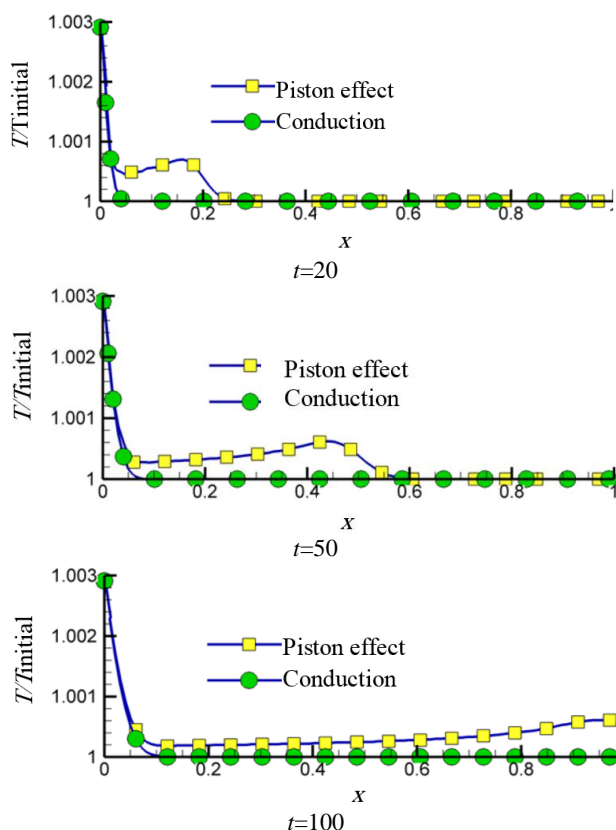 1.003
1.002
1.001
1
T/Tinitial
Piston effect
Conduction
0 0.2 0.4 0.6 0.8
x
t=20
1.003
1.002
1.001
1
T/Tinitial
Piston effect
Conduction
0 0.2 0.4 0.6 0.8 1
x
t=50
1.003
1.002
1.001
1
T/Tinitial
Piston effect
Conduction
0 0.2 0.4 0.6 0.8
x
t=100